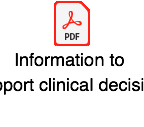 PDF
Information to
pport clinical decisi